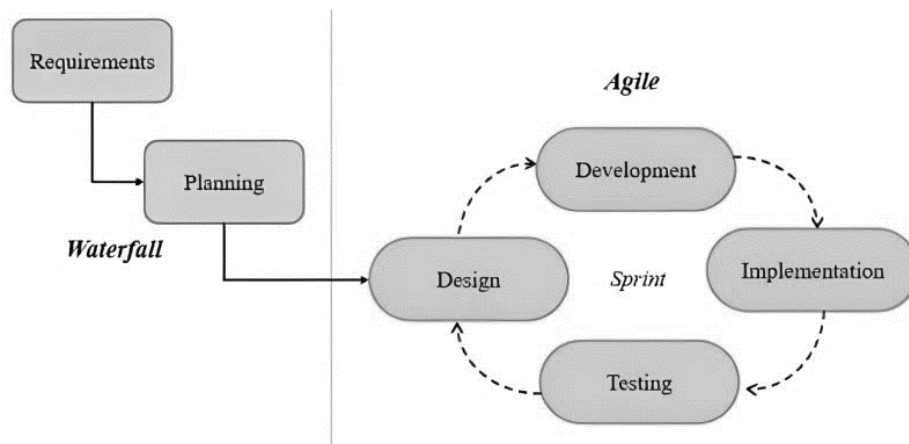 Requirements
Agile
Development
Planning
Waterfall
Design
Sprint
Implementation
Testing